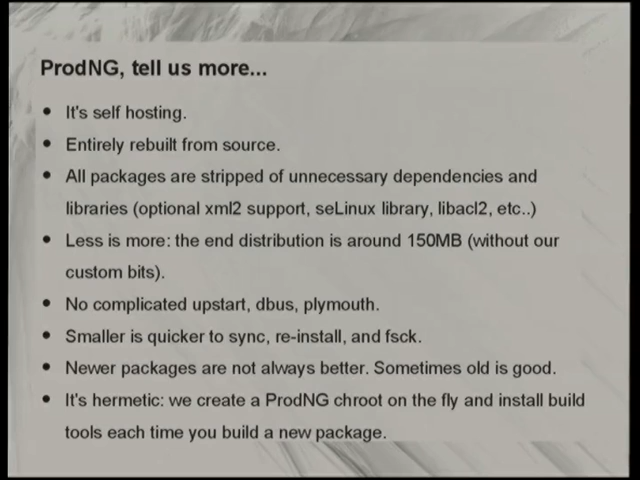 ProdNG, tell us more...
• It's self hosting.
• Entirely rebuilt from source.
• All packages are stripped of unnecessary dependencies and
libraries (optional xml2 support, seLinux library, libacl2, etc..)
• Less is more: the end distribution is around 150MB (without our
custom bits).
• No complicated upstart, dbus, plymouth.
• Smaller is quicker to sync, re-install, and fsck.
• Newer packages are not always better. Sometimes old is good.
• It's hermetic: we create a ProdNG chroot on the fly and install build
tools each time you build a new package.